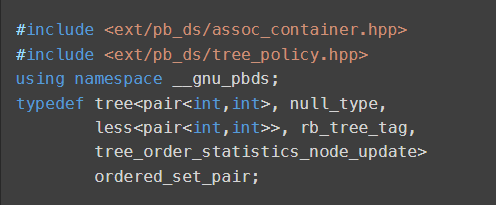 #include <ext/pb_ds/assoc_container.hpp>
#include <ext/pb_ds/tree_policy.hpp>
using namespace __gnu_pbds;
typedef tree<pair<int,int>, null_type,
less<pair<int,int>>, rb_tree_tag,
tree_order_statistics_node_update>
ordered_set_pair;